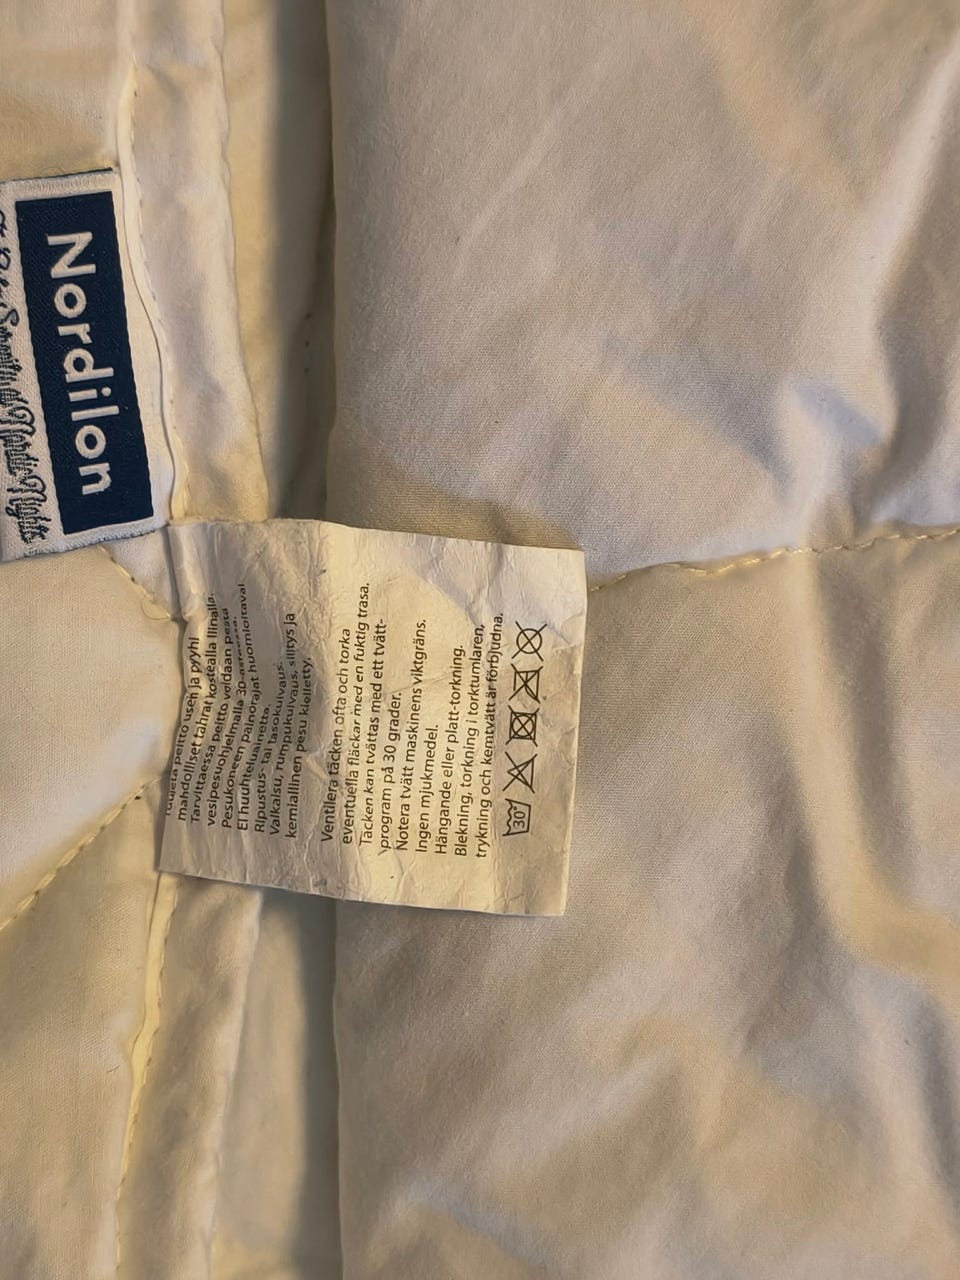 Nordilon
Tuuleta peitto usein ja pyyhi
mahdolliset tahrat kostealla liinalla.
Tarvittaessa peitto voidaan pestä
vesipesuohjelmalla 30-asteessa.
Pesukoneen painorajat huomioitava!
Ei huuhteluainetta.
Ripustus- tai tasokuivaus.
Valkaisu, rumpukuivaus, silitys ja
kemiallinen pesu kielletty.
Ventilera täcken ofta och torka
eventuella fläckar med en fuktig trasa.
Täcken kan tvättas med ett tvätt-
program på 30 grader.
Notera tvätt maskinens viktgräns.
Ingen mjukmedel.
Hängande eller platt-torkning.
Blekning, torkning i torktumlaren,
trykning och kemtvätt är förbjudna.
30°